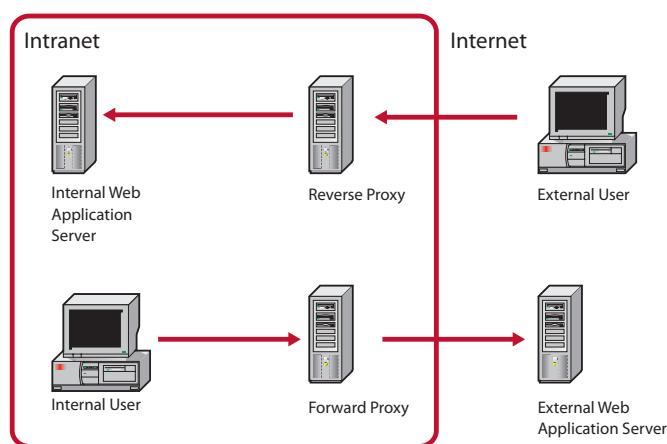 Intranet
Internet
Internal Web
Application
Server
Reverse Proxy
External User
Internal User
Forward Proxy
External Web
Application Server